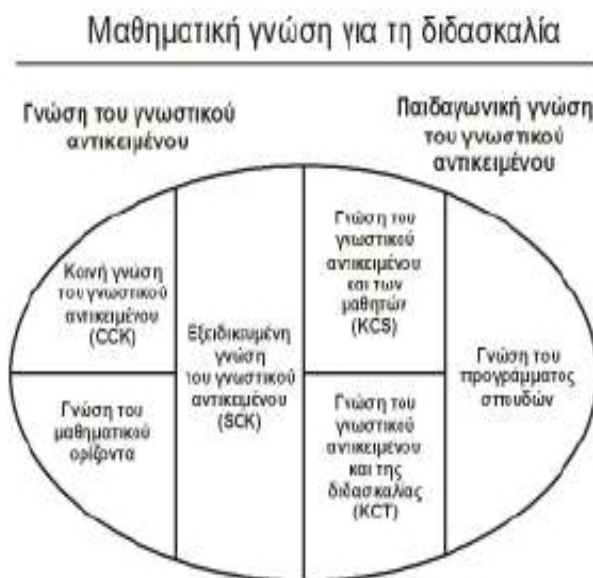 Μαθηματική γνώση για τη διδασκαλία
Γνώση του γνωστικού
αντικειμένου
Παιδαγωνική γνώση
του γνωστικού
αντικειμένου
Κοινή γνώση
του γνωστικού
αντικειμένου
(CCK)
Γνώση του
μαθηματικού
ορίζοντα
Εξειδικευμένη
γνώση
του γνωστικού
αντικειμένου
(SCK)
Γνώση του
γνωστικού
αντικειμένου
και των
μαθητών
(KCS)
Γνώση του
γνωστικού
αντικειμένου
και της
διδασκαλίας
(KCT)
Γνώση του
προγράμματος
σπουδών